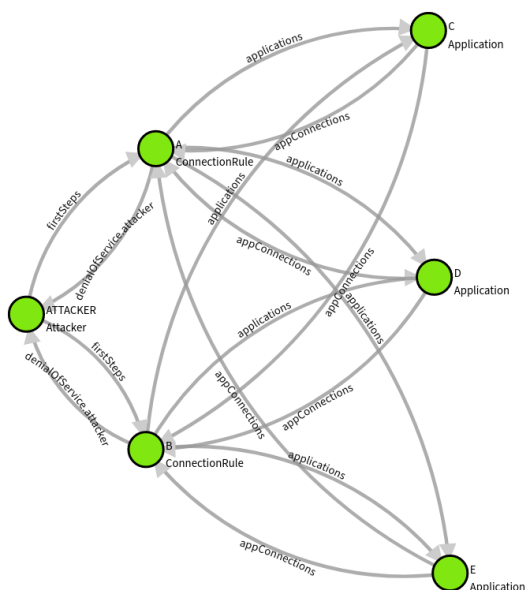 C
Application
applications
appConnections
A
ConnectionRule
applications
applications
firstSteps
denialOfService.attacker
appConnections
appConnections
applications
D
Application
ATTACKER
Attacker
applications
firstSteps
denialOfService.attacker
appConnections
appConnections
B
ConnectionRule
applications
appConnections
E
Application